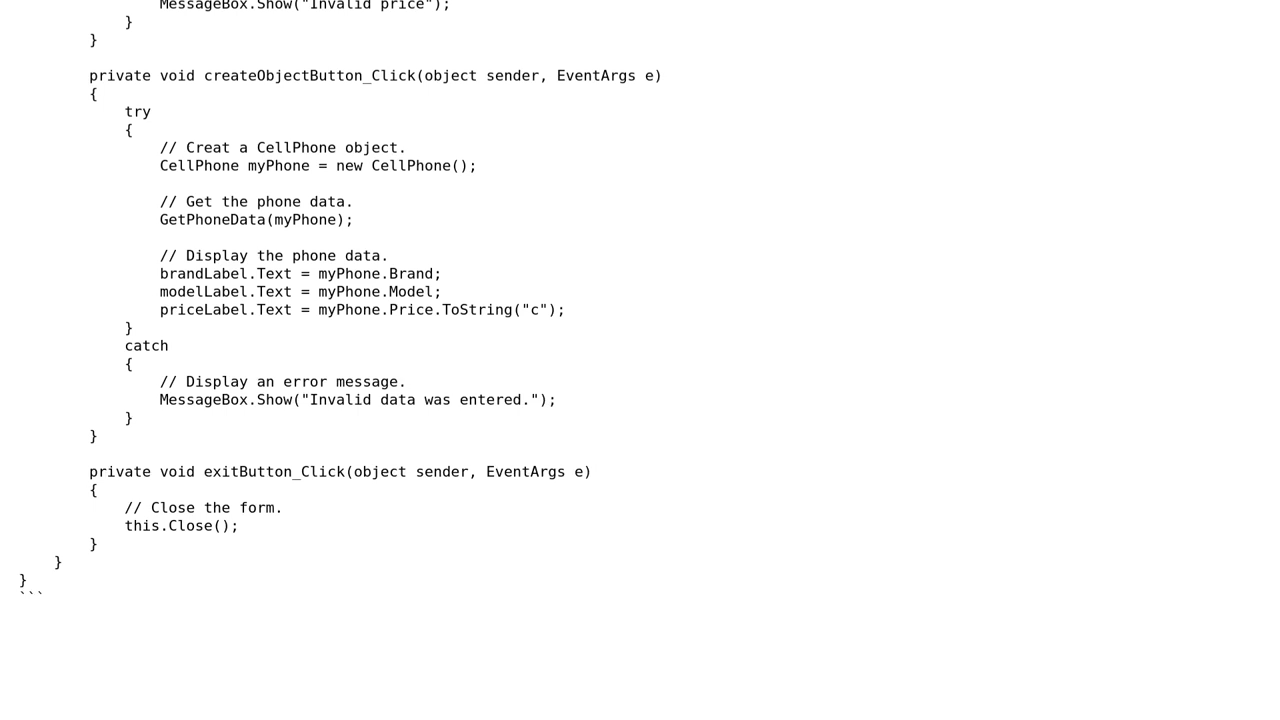 MessageBox.Show("Invalid price");
            }
        }

        private void createObjectButton_Click(object sender, EventArgs e)
        {
            try
            {
                // Creat a CellPhone object.
                CellPhone myPhone = new CellPhone();

                // Get the phone data.
                GetPhoneData(myPhone);

                // Display the phone data.
                brandLabel.Text = myPhone.Brand;
                modelLabel.Text = myPhone.Model;
                priceLabel.Text = myPhone.Price.ToString("c");
            }
            catch
            {
                // Display an error message.
                MessageBox.Show("Invalid data was entered.");
            }
        }

        private void exitButton_Click(object sender, EventArgs e)
        {
            // Close the form.
            this.Close();
        }
    }
}
```